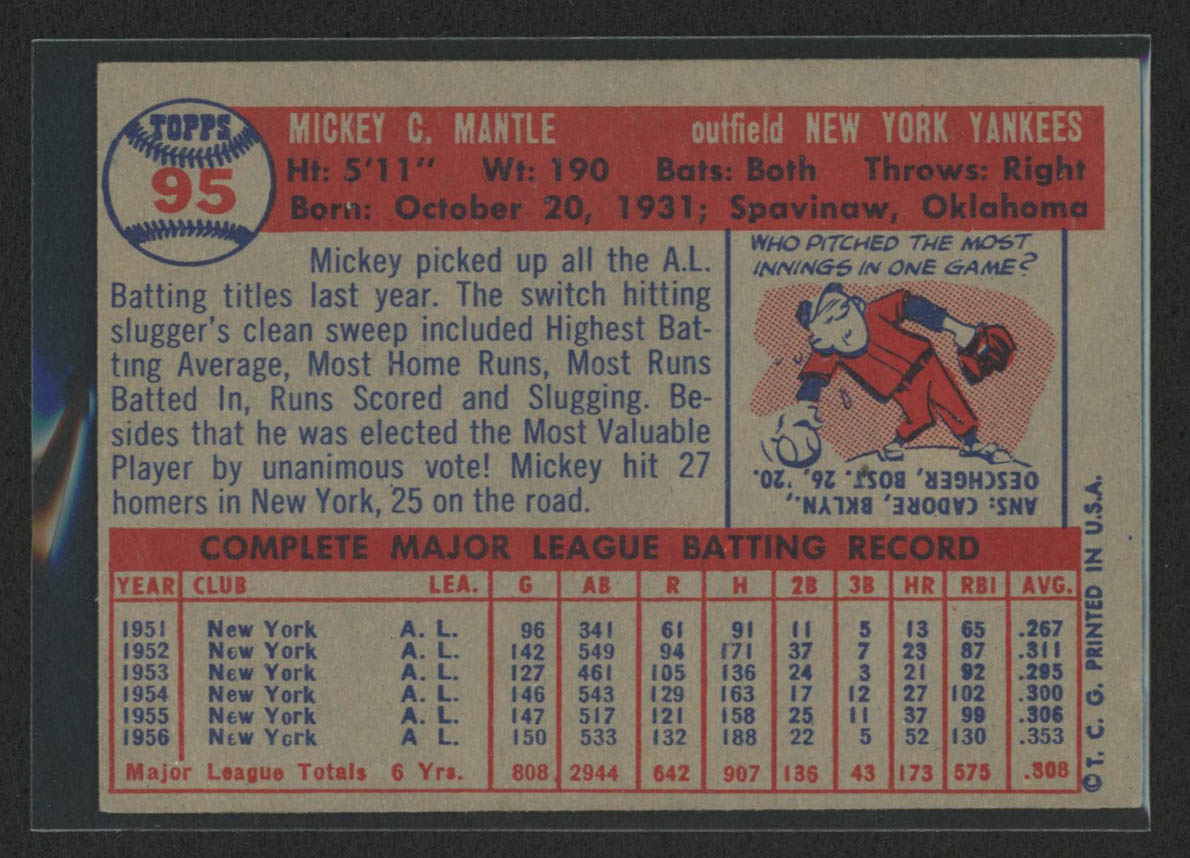 TOPPS
95
MICKEY C. MANTLE outfield NEW YORK YANKEES
Ht: 5'11" Wt: 190 Bats: Both Throws: Right
Born: October 20, 1931; Spavinaw, Oklahoma
Mickey picked up all the A.L.
Batting titles last year. The switch hitting
slugger's clean sweep included Highest Bat-
ting Average, Most Home Runs, Most Runs
Batted In, Runs Scored and Slugging. Be-
sides that he was elected the Most Valuable
Player by unanimous vote! Mickey hit 27
homers in New York, 25 on the road.
WHO PITCHED THE MOST
INNINGS IN ONE GAME?
ANS: CADORE, BKLYN.,
OESCHGER, BOST. 26, '20.
COMPLETE MAJOR LEAGUE BATTING RECORD
YEAR CLUB LEA. G AB R H 2B 3B HR RBI AVG.
1951 New York A. L. 96 341 61 91 11 5 13 65 .267
1952 New York A. L. 142 549 94 171 37 7 23 87 .311
1953 New York A. L. 127 461 105 136 24 3 21 92 .295
1954 New York A. L. 146 543 129 163 17 12 27 102 .300
1955 New York A. L. 147 517 121 158 25 11 37 99 .306
1956 New York A L. 150 533 132 188 22 5 52 130 .353
Major League Totals 6 Yrs. 808 2944 642 907 136 43 173 575 .308
© T. C. G. PRINTED IN U.S.A.